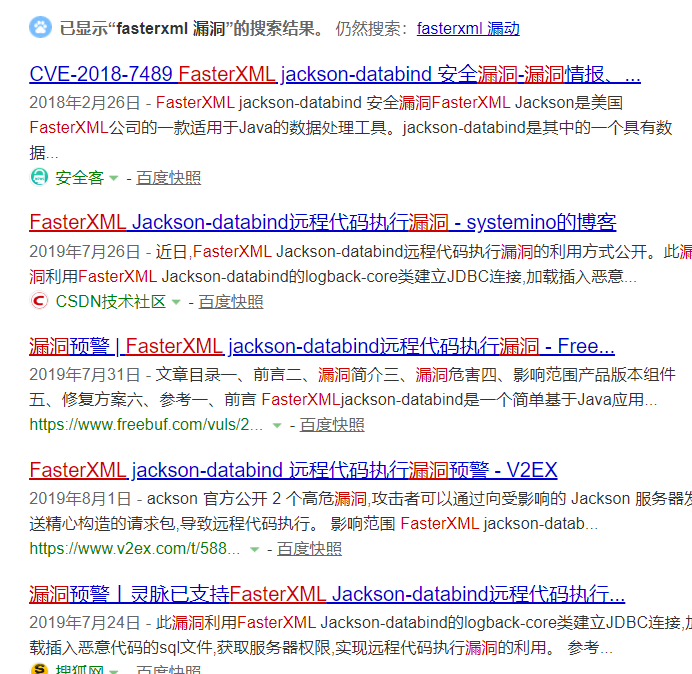 已显示“fasterxml 漏洞”的搜索结果。 仍然搜索：fasterxml 漏动
CVE-2018-7489 FasterXML jackson-databind 安全漏洞-漏洞情报、...
2018年2月26日 - FasterXML jackson-databind 安全漏洞FasterXML Jackson是美国
FasterXML公司的一款适用于Java的数据处理工具。jackson-databind是其中的一个具有数
据...
安全客 - 百度快照
FasterXML Jackson-databind远程代码执行漏洞 - systemino的博客
2019年7月26日 - 近日,FasterXML Jackson-databind远程代码执行漏洞的利用方式公开。此漏
洞利用FasterXML Jackson-databind的logback-core类建立JDBC连接,加载插入恶意...
CSDN技术社区 - 百度快照
漏洞预警 | FasterXML jackson-databind远程代码执行漏洞 - Free...
2019年7月31日 - 文章目录一、前言二、漏洞简介三、漏洞危害四、影响范围产品版本组件
五、修复方案六、参考一、前言 FasterXMLjackson-databind是一个简单基于Java应用...
https://www.freebuf.com/vuls/2... - 百度快照
FasterXML jackson-databind 远程代码执行漏洞预警 - V2EX
2019年8月1日 - ackson 官方公开 2 个高危漏洞,攻击者可以通过向受影响的 Jackson 服务器发
送精心构造的请求包,导致远程代码执行。 影响范围 FasterXML jackson-datab...
https://www.v2ex.com/t/588... - 百度快照
漏洞预警丨灵脉已支持FasterXML Jackson-databind远程代码执行...
2019年7月24日 - 此漏洞利用FasterXML Jackson-databind的logback-core类建立JDBC连接,加
载插入恶意代码的sql文件,获取服务器权限,实现远程代码执行漏洞的利用。 参考...
搜狐网 - 百度快照